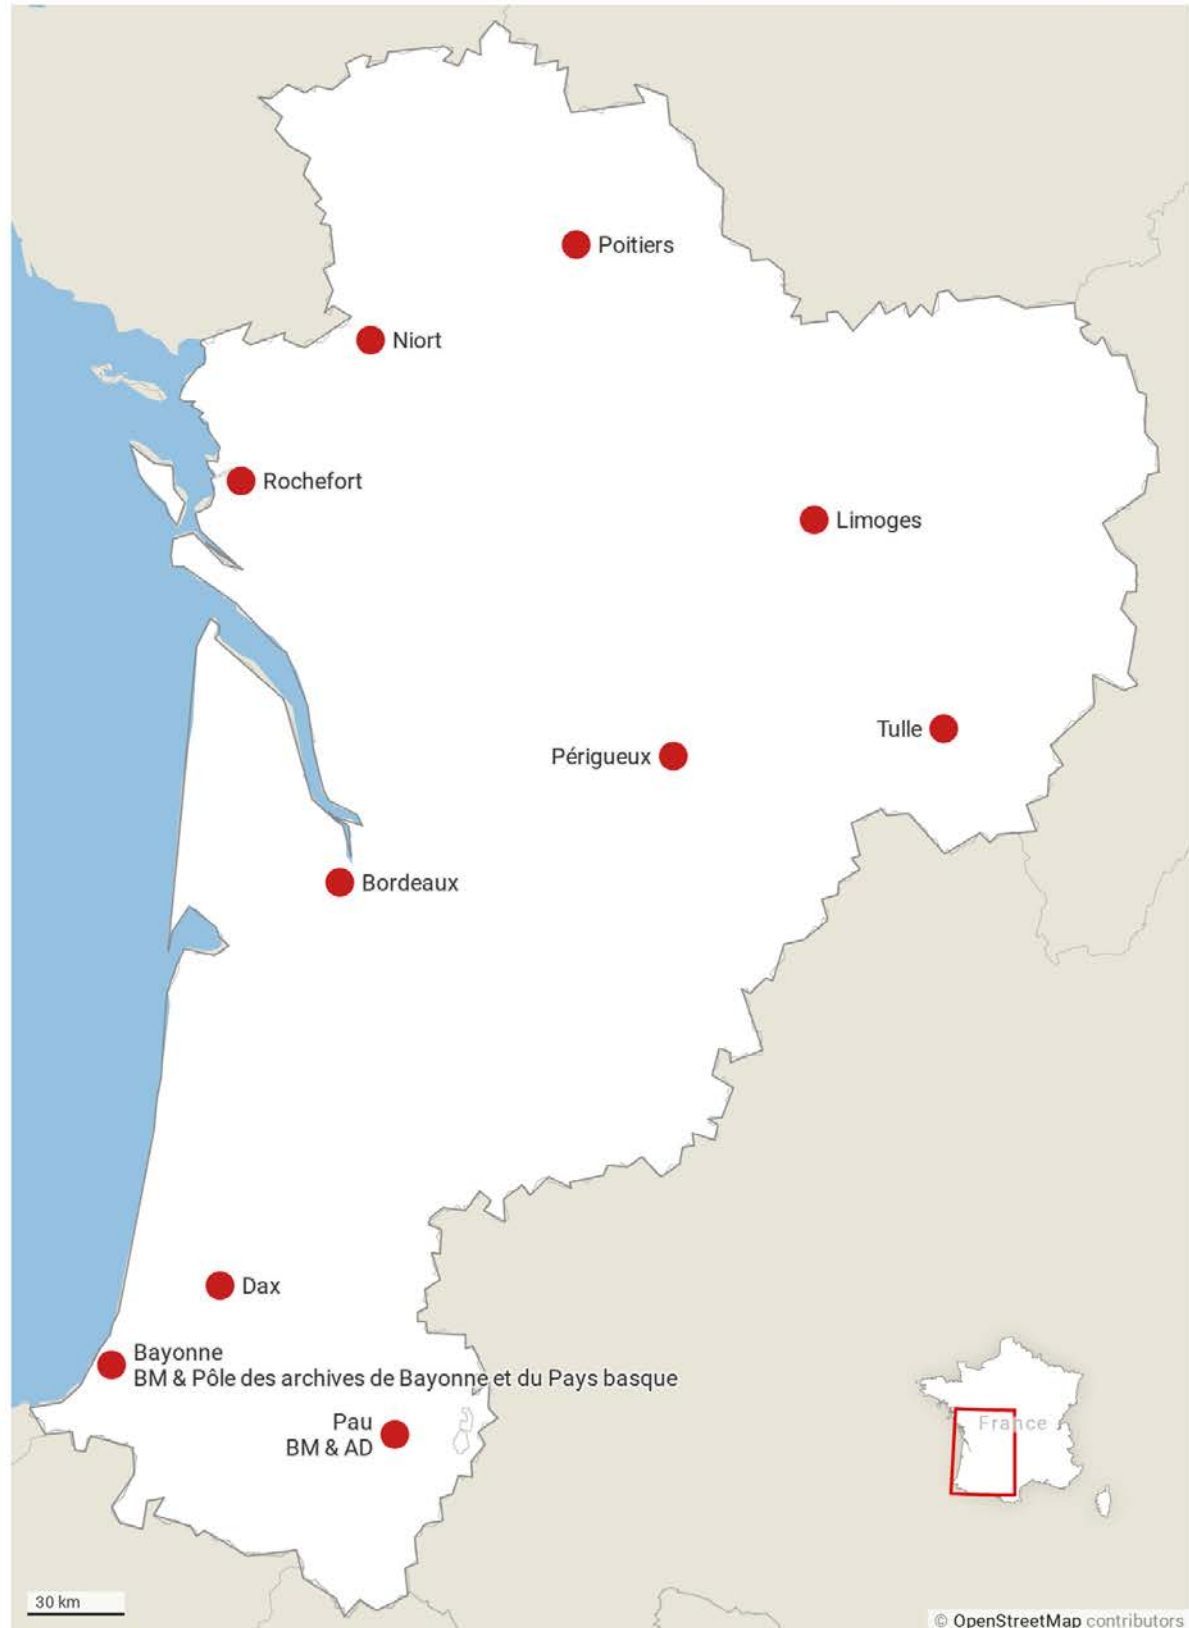 Poitiers
Niort
Rochefort
Limoges
Tulle
Périgueux
Bordeaux
Dax
Bayonne
BM & Pôle des archives de Bayonne et du Pays basque
Pau
BM & AD
France
30 km
© OpenStreetMap contributors